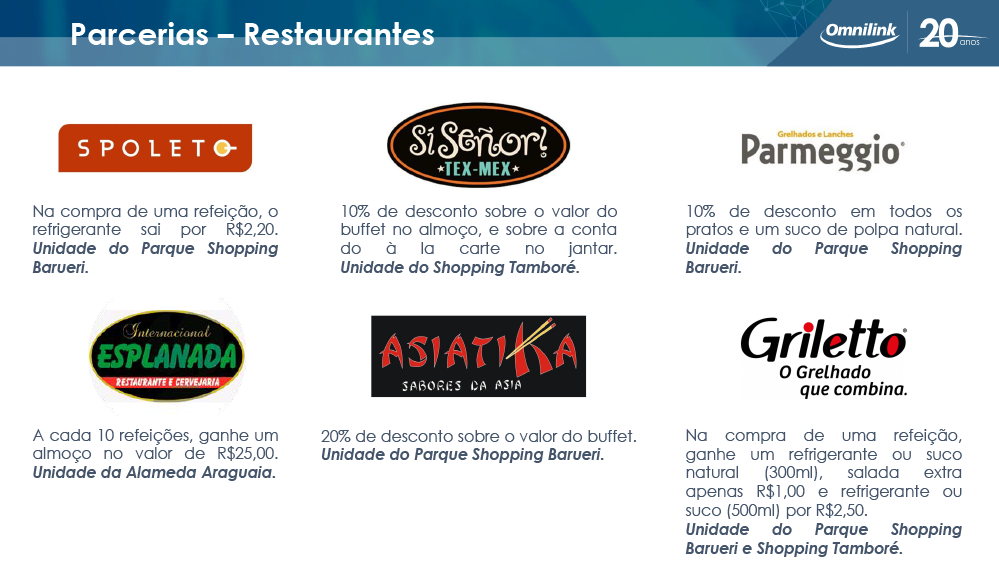 Parcerias – Restaurantes
Omnilink
20 anos
SPOLETO
Na compra de uma refeição, o
refrigerante sai por R$2,20.
Unidade do Parque Shopping
Barueri.
Sí Señor!
TEX-MEX
10% de desconto sobre o valor do
buffet no almoço, e sobre a conta
do à la carte no jantar.
Unidade do Shopping Tamboré.
Grelhados e Lanches
Parmeggio
10% de desconto em todos os
pratos e um suco de polpa natural.
Unidade do Parque Shopping
Barueri.
Internacional
ESPLANADA
RESTAURANTE E CERVEJARIA
A cada 10 refeições, ganhe um
almoço no valor de R$25,00.
Unidade da Alameda Araguaia.
ASIATIKA
SABORES DA ASIA
20% de desconto sobre o valor do buffet.
Unidade do Parque Shopping Barueri.
Griletto
O Grelhado
que combina.
Na compra de uma refeição,
ganhe um refrigerante ou suco
natural (300ml), salada extra
apenas R$1,00 e refrigerante ou
suco (500ml) por R$2,50.
Unidade do Parque Shopping
Barueri e Shopping Tamboré.